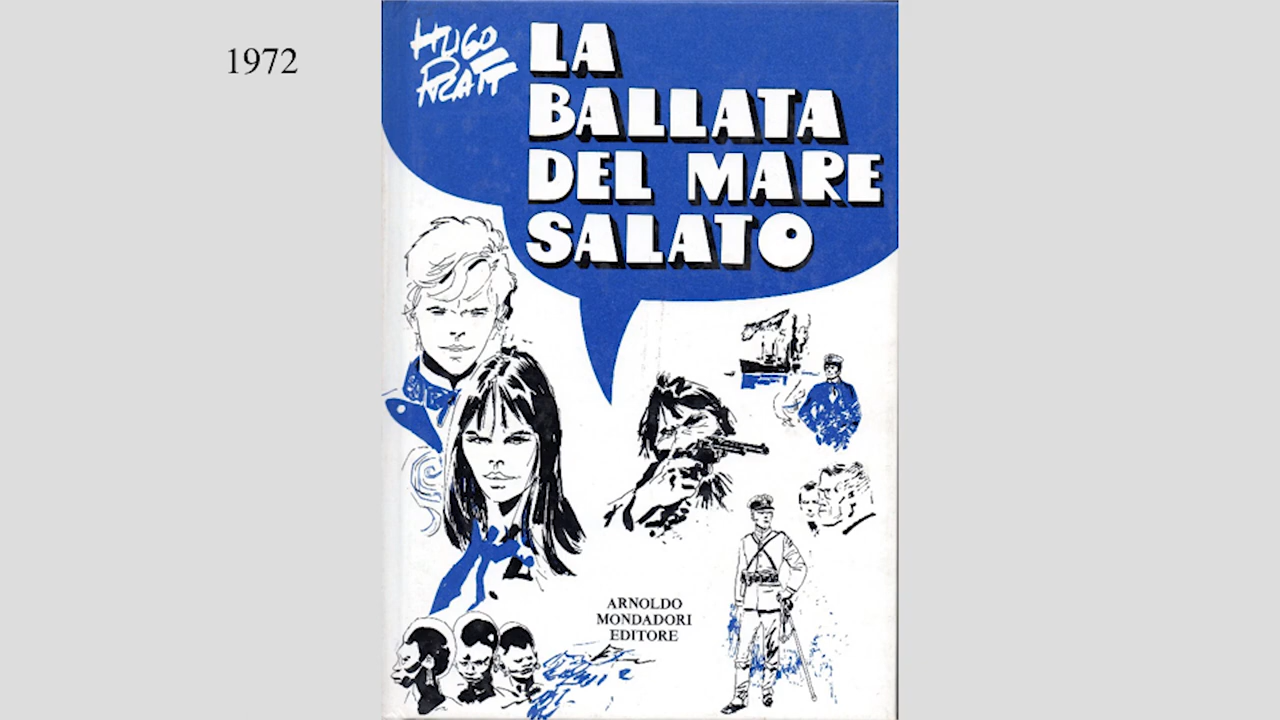 1972
HUGO
PRATT
LA
BALLATA
DEL MARE
SALATO
ARNOLDO
MONDADORI
EDITORE